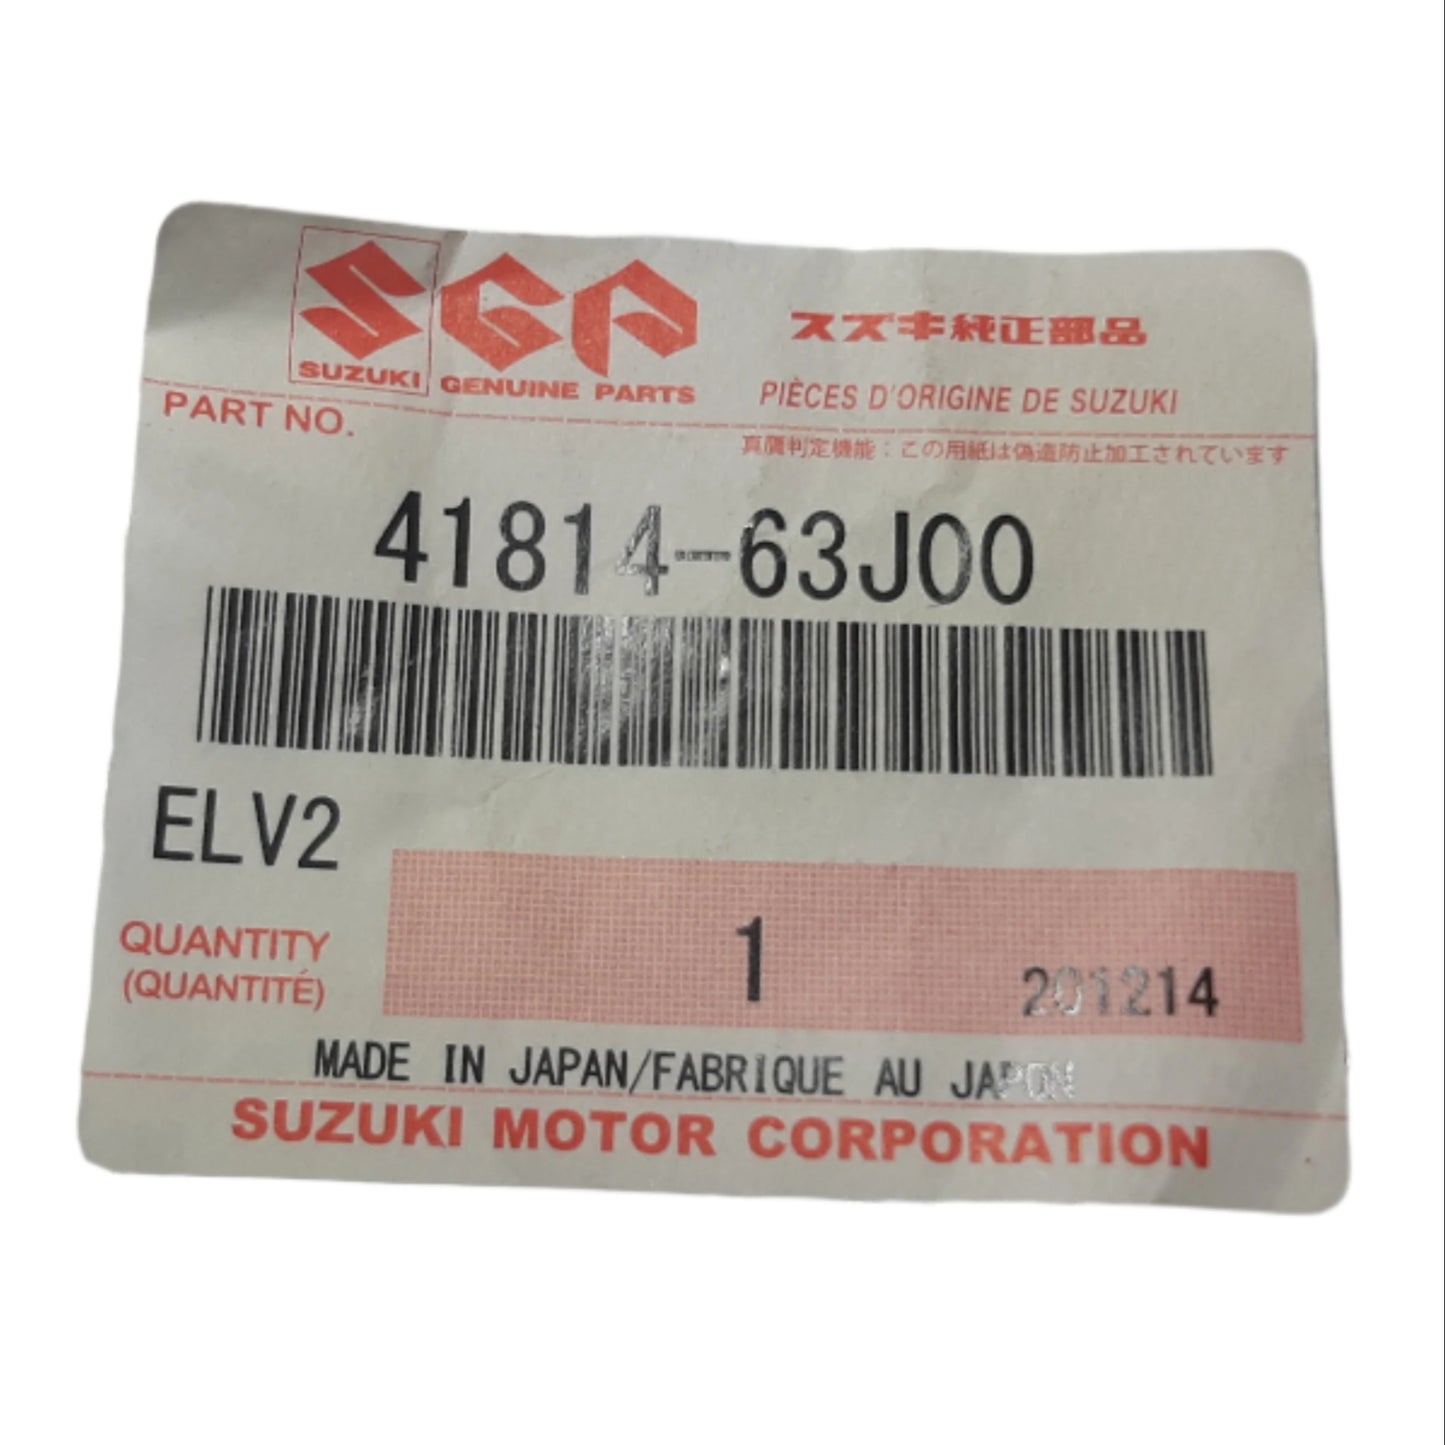 SGP
SUZUKI GENUINE PARTS
スズキ純正部品
PIÈCES D'ORIGINE DE SUZUKI
PART NO.
真贋判定機能：この用紙は偽造防止加工されています
41814-63J00
ELV2
QUANTITY
(QUANTITÉ)
1
201214
MADE IN JAPAN/FABRIQUE AU JAPON
SUZUKI MOTOR CORPORATION